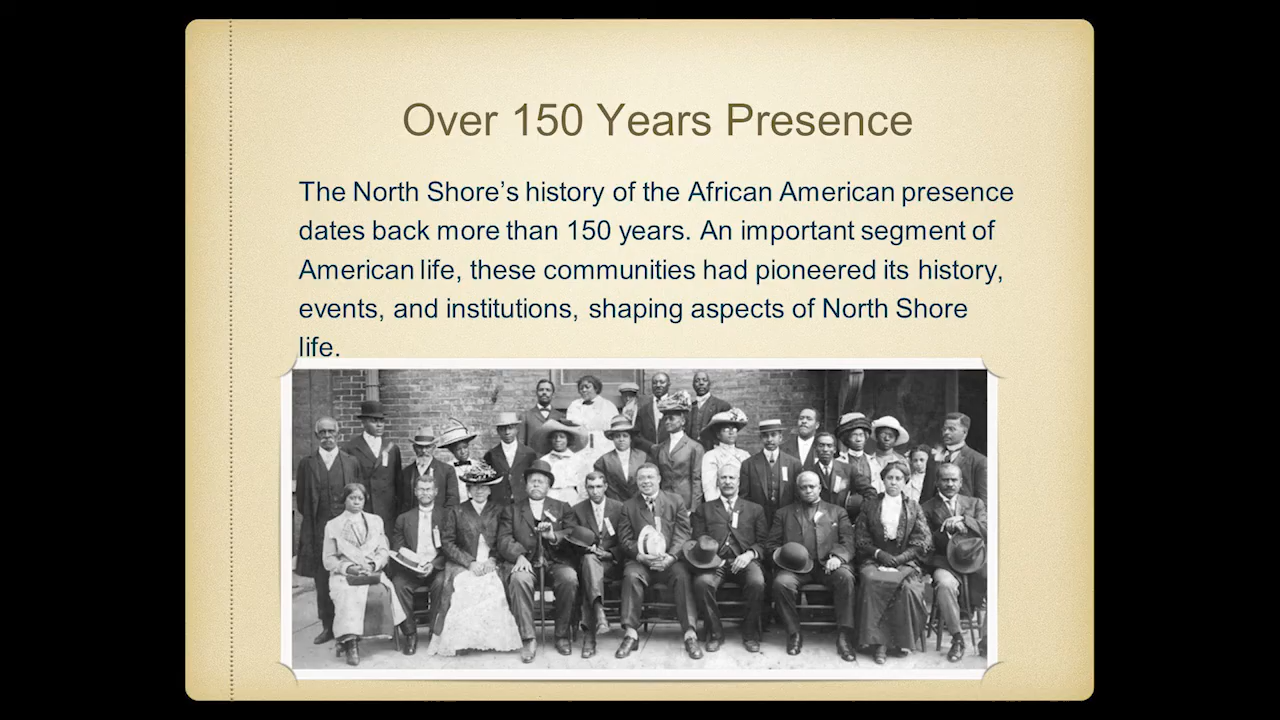 Over 150 Years Presence
The North Shore’s history of the African American presence
dates back more than 150 years. An important segment of
American life, these communities had pioneered its history,
events, and institutions, shaping aspects of North Shore
life.